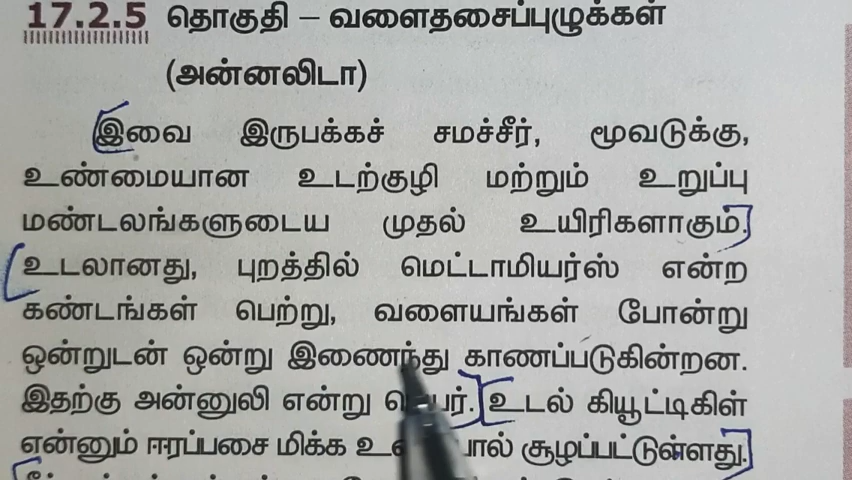 17.2.5 தொகுதி – வளைதசைப்புழுக்கள்
(அன்னலிடா)
இவை இருபக்கச் சமச்சீர், மூவடுக்கு,
உண்மையான உடற்குழி மற்றும் உறுப்பு
மண்டலங்களுடைய முதல் உயிரிகளாகும்.
உடலானது, புறத்தில் மெட்டாமியர்ஸ் என்ற
கண்டங்கள் பெற்று, வளையங்கள் போன்று
ஒன்றுடன் ஒன்று இணைந்து காணப்படுகின்றன.
இதற்கு அன்னுலி என்று உடல் கியூட்டிகிள்
என்னும் ஈரப்பசை மிக்க சூழப்பட்டுள்ளது.